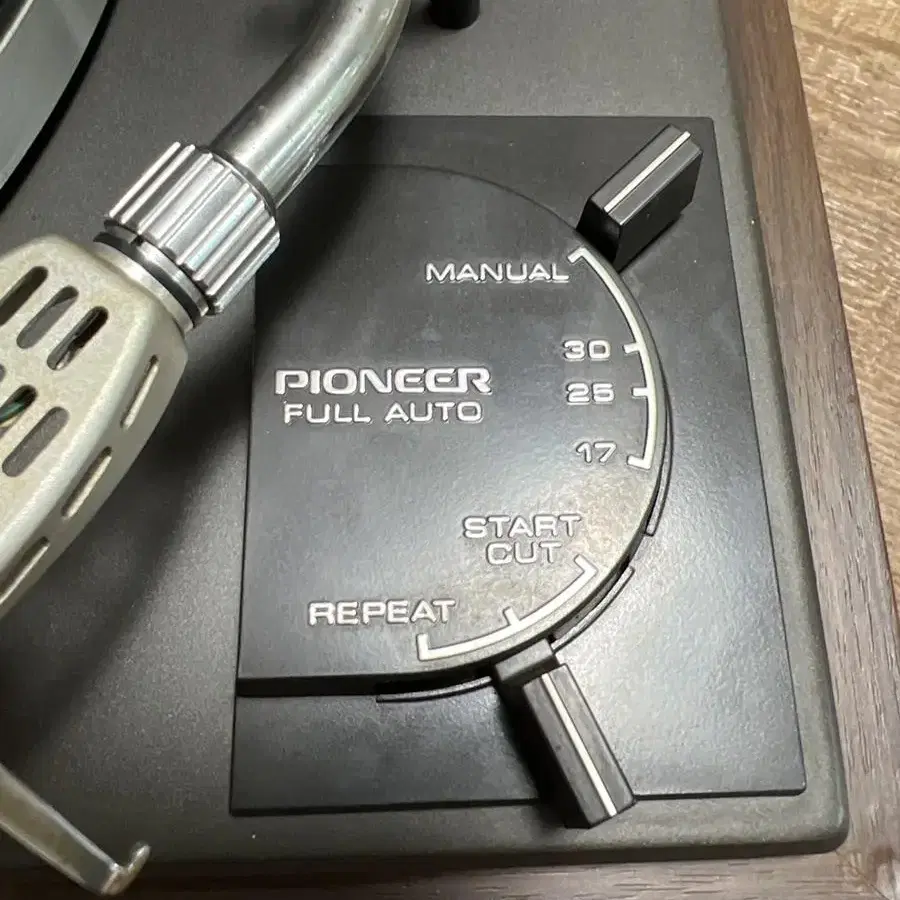 MANUAL
30
PIONEER
25
FULL AUTO
17
START
CUT
REPEAT